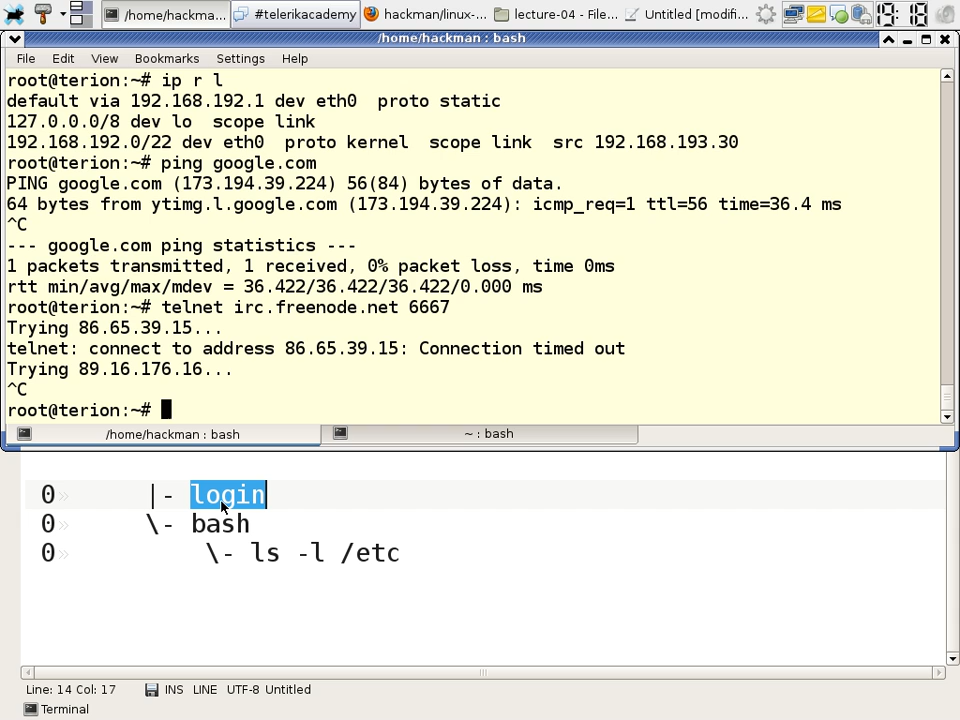 /home/hackma...
#telerikacademy
hackman/linux-...
lecture-04 - File...
Untitled [modifi...
19:18
/home/hackman : bash
File Edit View Bookmarks Settings Help
root@terion:~# ip r l
default via 192.168.192.1 dev eth0  proto static
127.0.0.0/8 dev lo  scope link
192.168.192.0/22 dev eth0  proto kernel  scope link  src 192.168.193.30
root@terion:~# ping google.com
PING google.com (173.194.39.224) 56(84) bytes of data.
64 bytes from ytimg.l.google.com (173.194.39.224): icmp_req=1 ttl=56 time=36.4 ms
^C
--- google.com ping statistics ---
1 packets transmitted, 1 received, 0% packet loss, time 0ms
rtt min/avg/max/mdev = 36.422/36.422/36.422/0.000 ms
root@terion:~# telnet irc.freenode.net 6667
Trying 86.65.39.15...
telnet: connect to address 86.65.39.15: Connection timed out
Trying 89.16.176.16...
^C
root@terion:~#
/home/hackman : bash
~ : bash
0» |- login
0» \- bash
0» \- ls -l /etc
Line: 14 Col: 17 INS LINE UTF-8 Untitled
Terminal